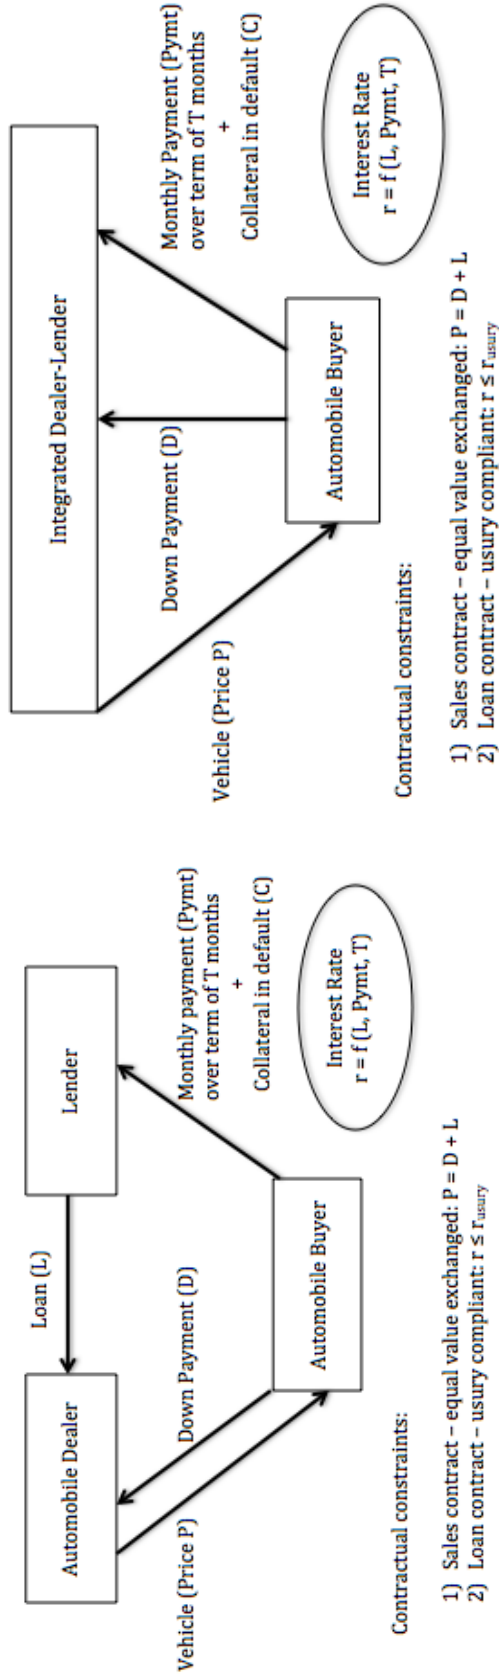 Automobile Dealer
Loan (L)
Lender
Vehicle (Price P)
Down Payment (D)
Monthly payment (Pymt)
over term of T months
+
Collateral in default (C)
Automobile Buyer
Interest Rate
r = f (L, Pymt, T)
Contractual constraints:
1) Sales contract – equal value exchanged: P = D + L
2) Loan contract – usury compliant: r ≤ rusury
Integrated Dealer-Lender
Vehicle (Price P)
Down Payment (D)
Monthly Payment (Pymt)
over term of T months
+
Collateral in default (C)
Automobile Buyer
Interest Rate
r = f (L, Pymt, T)
Contractual constraints:
1) Sales contract – equal value exchanged: P = D + L
2) Loan contract – usury compliant: r ≤ rusury